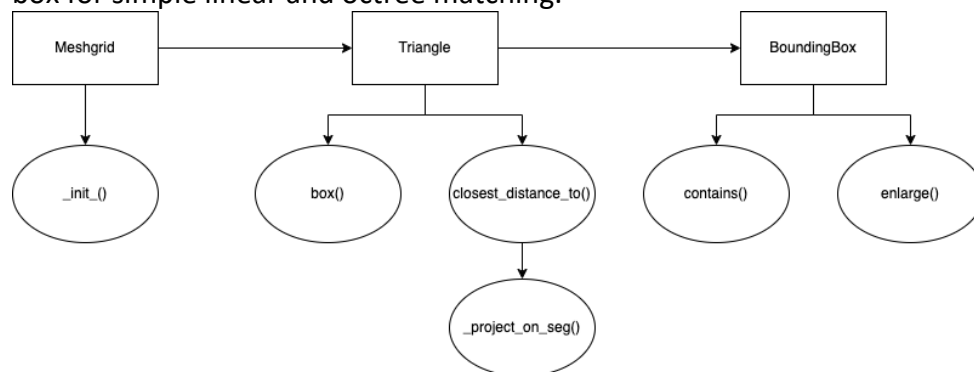 box for simple linear and octree matching.
Meshgrid Triangle BoundingBox
_init_() box() closest_distance_to() contains() enlarge()
_project_on_seg()